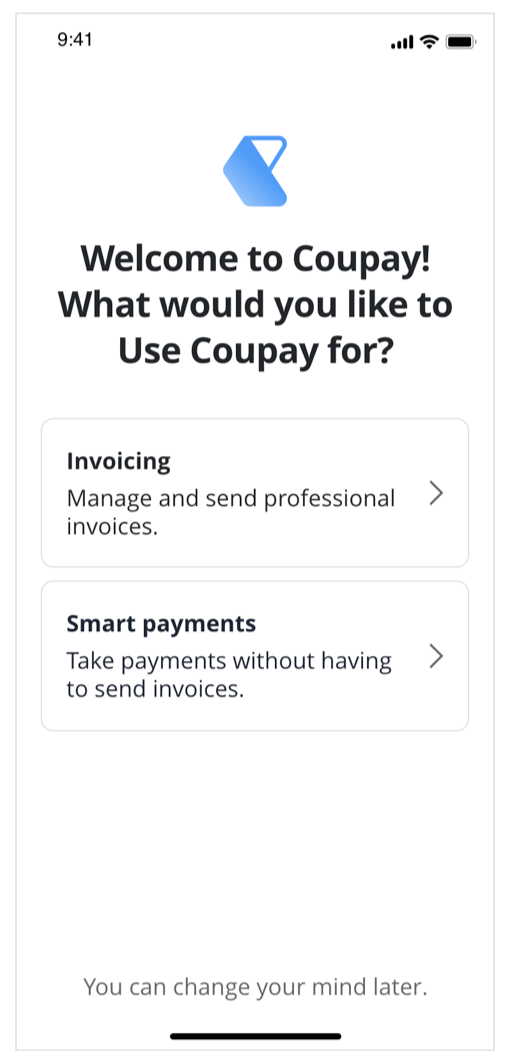 9:41
Welcome to Coupay!
What would you like to
Use Coupay for?
Invoicing
Manage and send professional
invoices.
Smart payments
Take payments without having
to send invoices.
You can change your mind later.